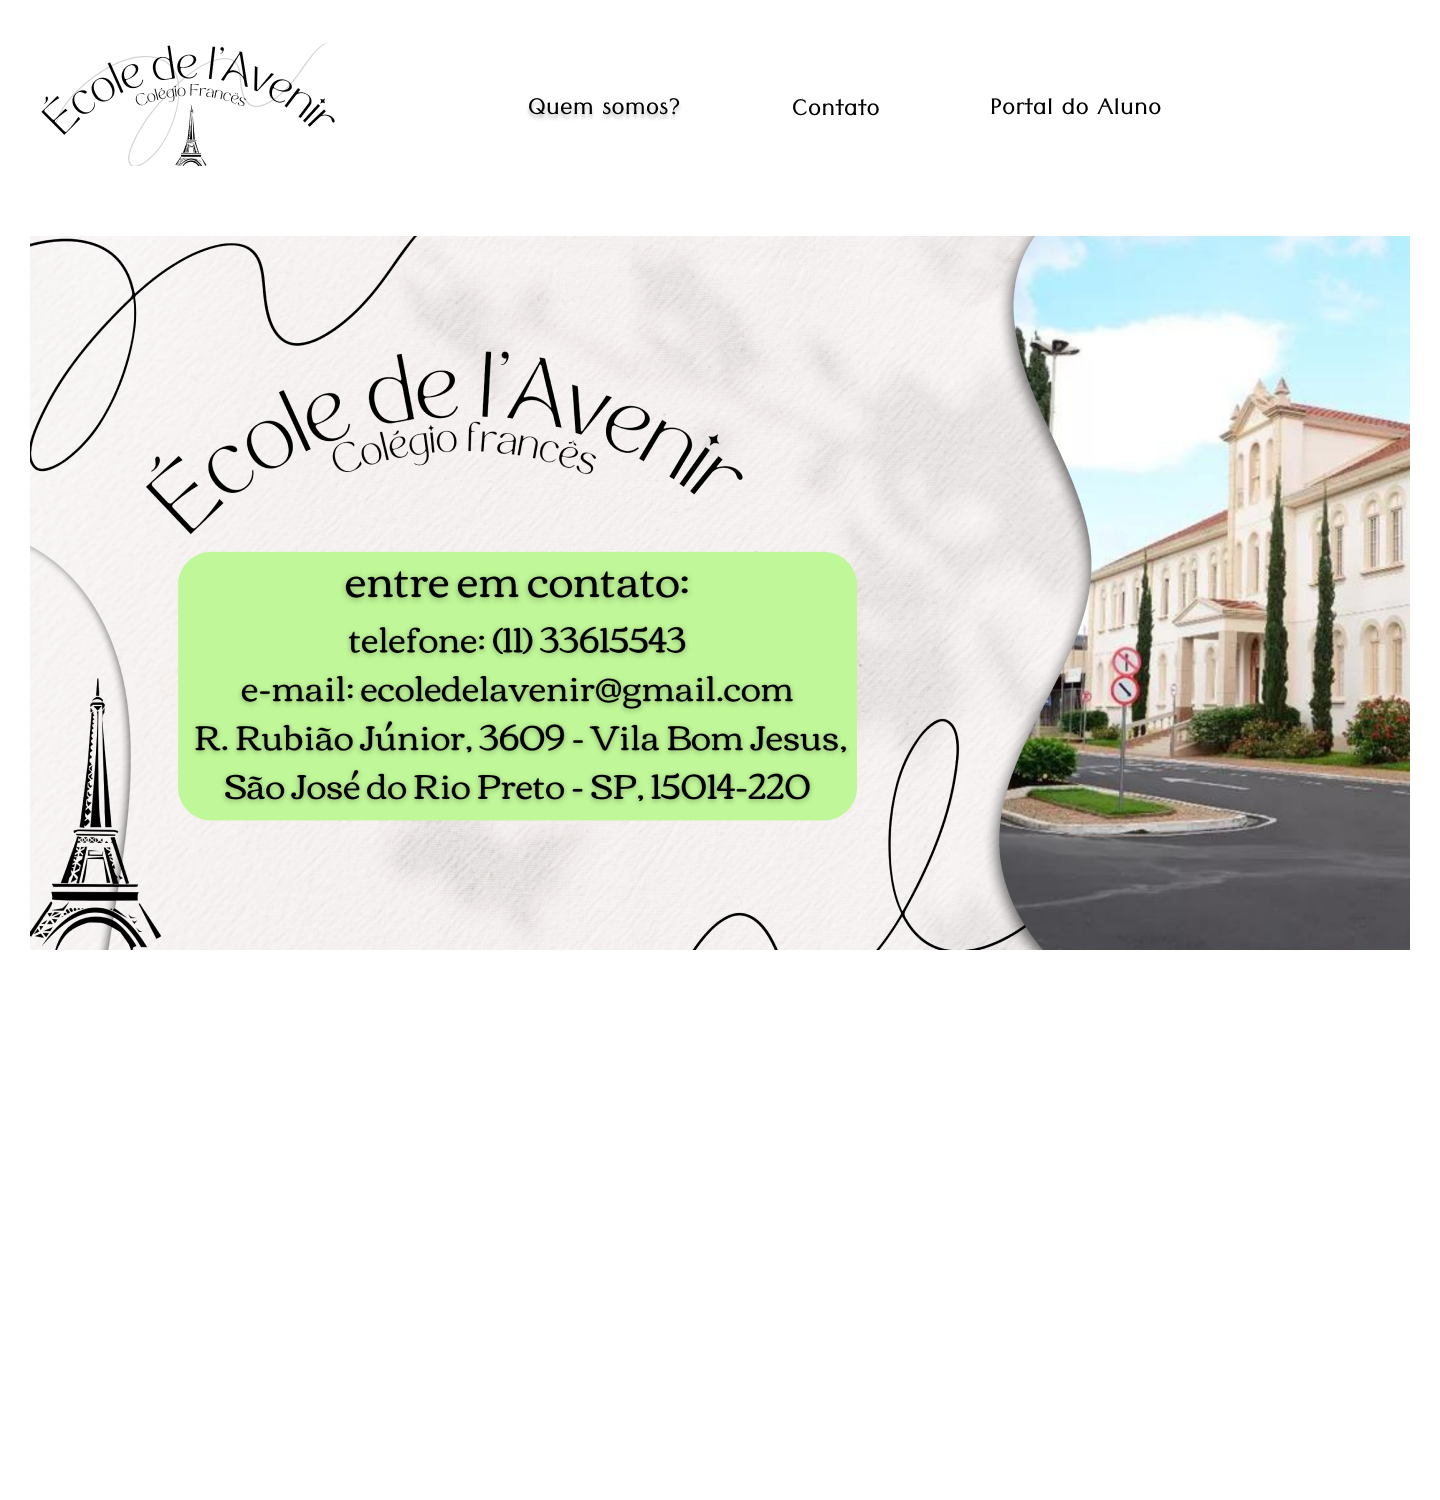 École de l'Avenir
Colégio Francês
Quem somos?
Contato
Portal do Aluno
École de l'Avenir
Colégio francês
entre em contato:
telefone: (11) 33615543
e-mail: ecoledelavenir@gmail.com
R. Rubião Júnior, 3609 - Vila Bom Jesus,
São José do Rio Preto - SP, 15014-220